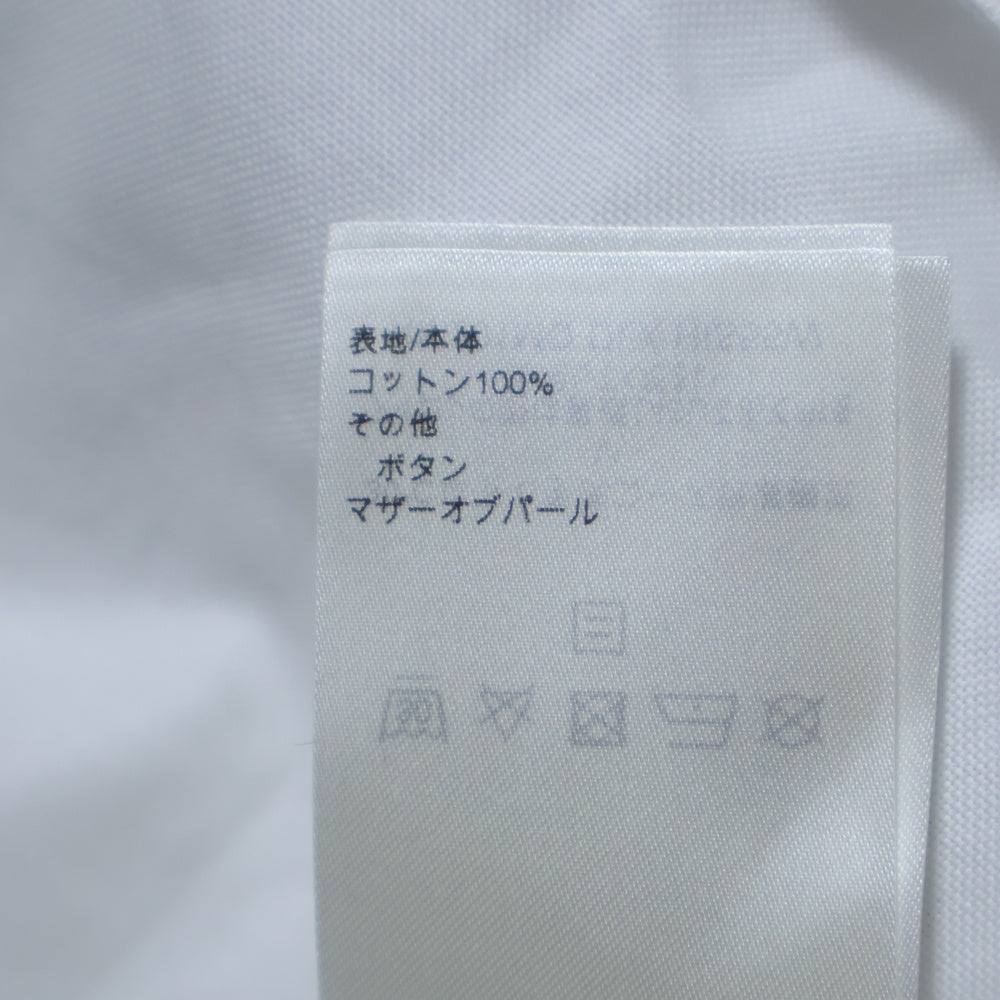 表地/本体
コットン100%
その他
ボタン
マザーオブパール